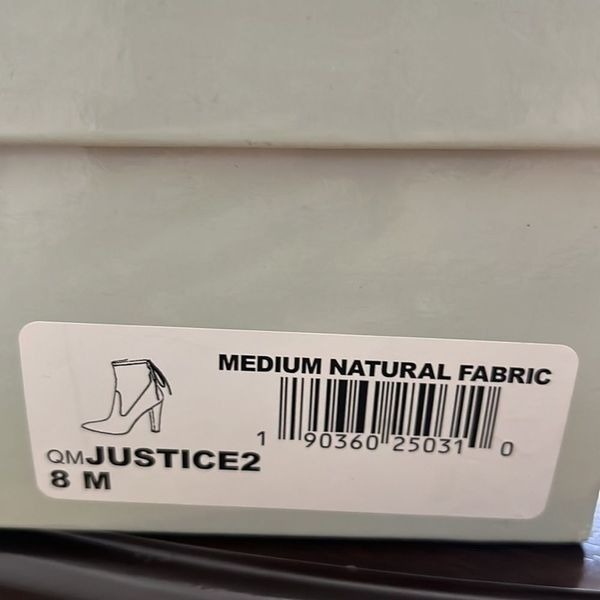 MEDIUM NATURAL FABRIC
1 90360 25031 0
QMJUSTICE2
8 M